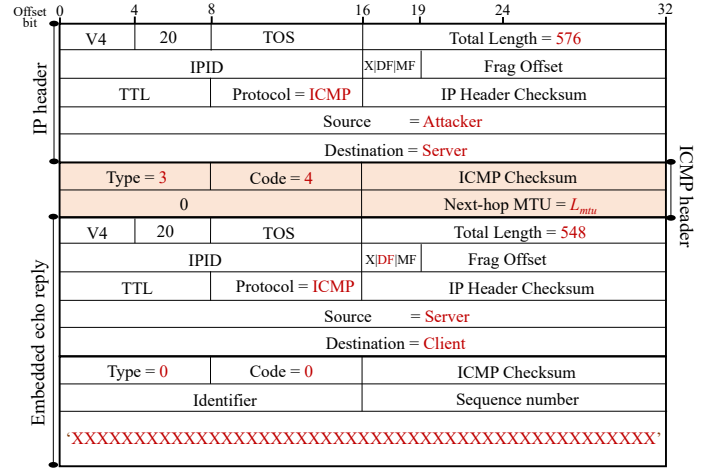 Offset bit 0 4 8 16 19 24 32
V4 20 TOS Total Length = 576
IPID X|DF|MF Frag Offset
TTL Protocol = ICMP IP Header Checksum
Source = Attacker
Destination = Server
IP header
Type = 3 Code = 4 ICMP Checksum
0 Next-hop MTU = Lmtu
ICMP header
V4 20 TOS Total Length = 548
IPID X|DF|MF Frag Offset
TTL Protocol = ICMP IP Header Checksum
Source = Server
Destination = Client
Type = 0 Code = 0 ICMP Checksum
Identifier Sequence number
‘XXXXXXXXXXXXXXXXXXXXXXXXXXXXXXXXXXXXXXXXXX’
Embedded echo reply